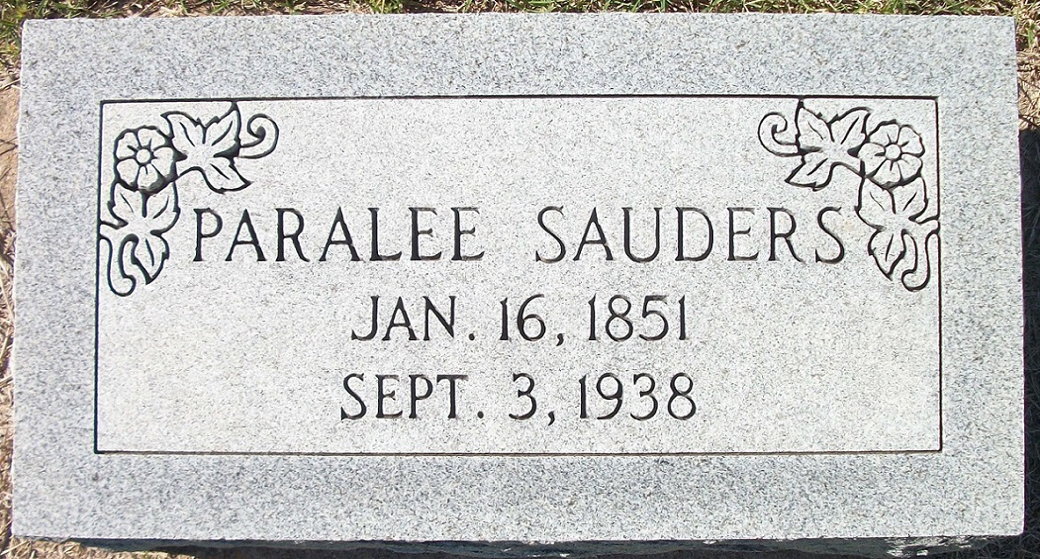 PARALEE SAUDERS
JAN. 16, 1851
SEPT. 3, 1938